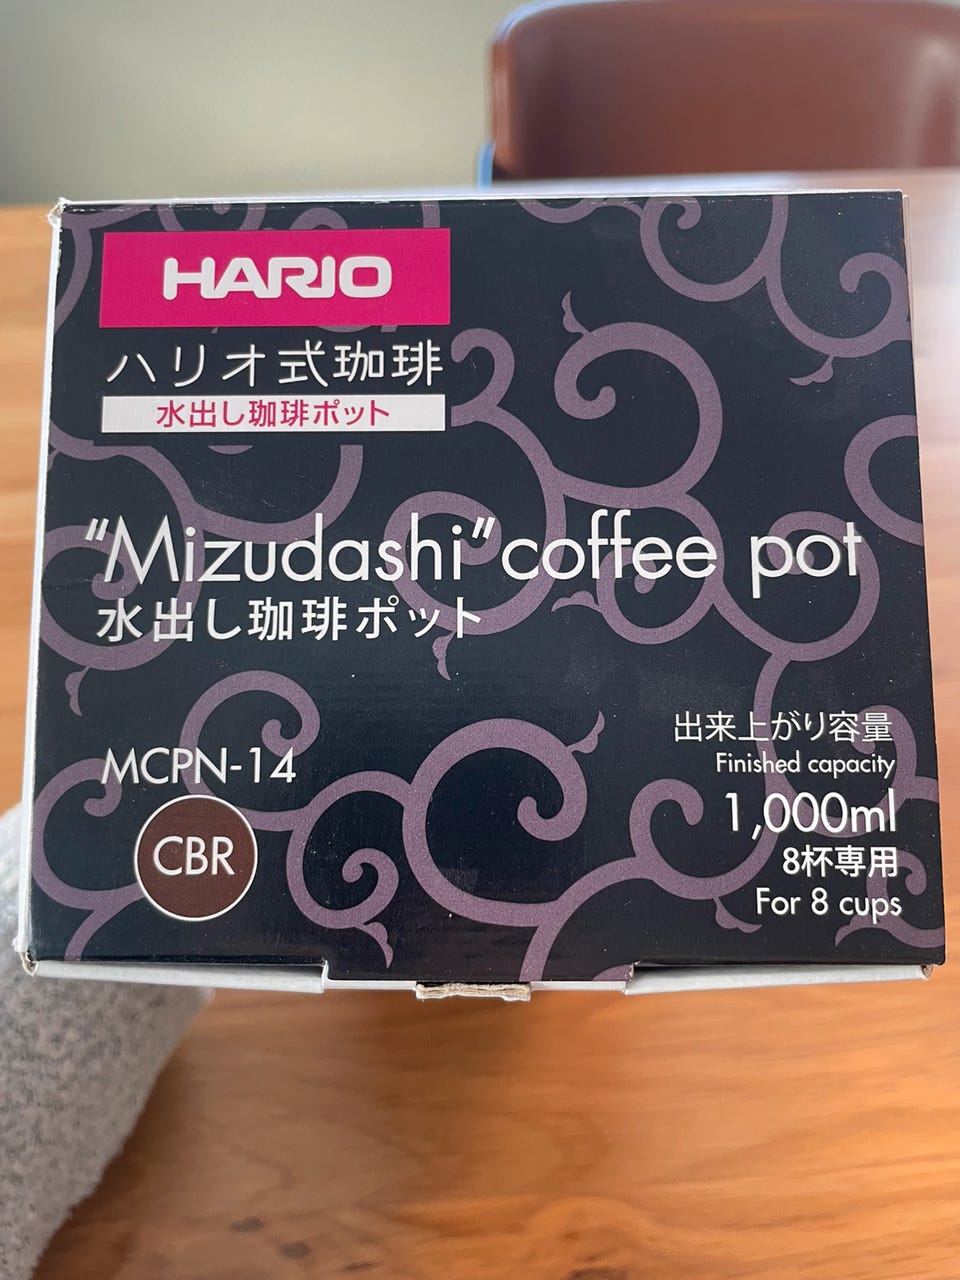 HARIO
ハリオ式珈琲
水出し珈琲ポット
“Mizudashi” coffee pot
水出し珈琲ポット
MCPN-14
CBR
出来上がり容量
Finished capacity
1,000ml
8杯専用
For 8 cups